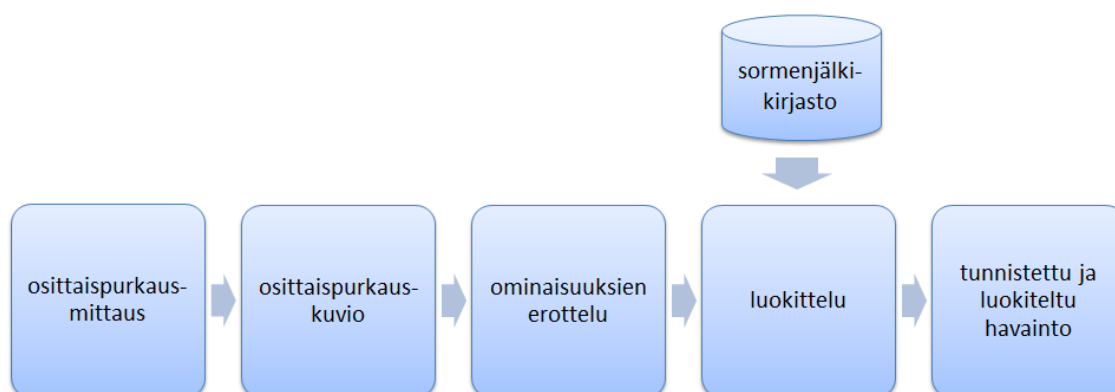 sormenjälki-
kirjasto
osittaispurkaus-
mittaus
osittaispurkaus-
kuvio
ominaisuuksien
erottelu
luokittelu
tunnistettu ja
luokiteltu
havainto